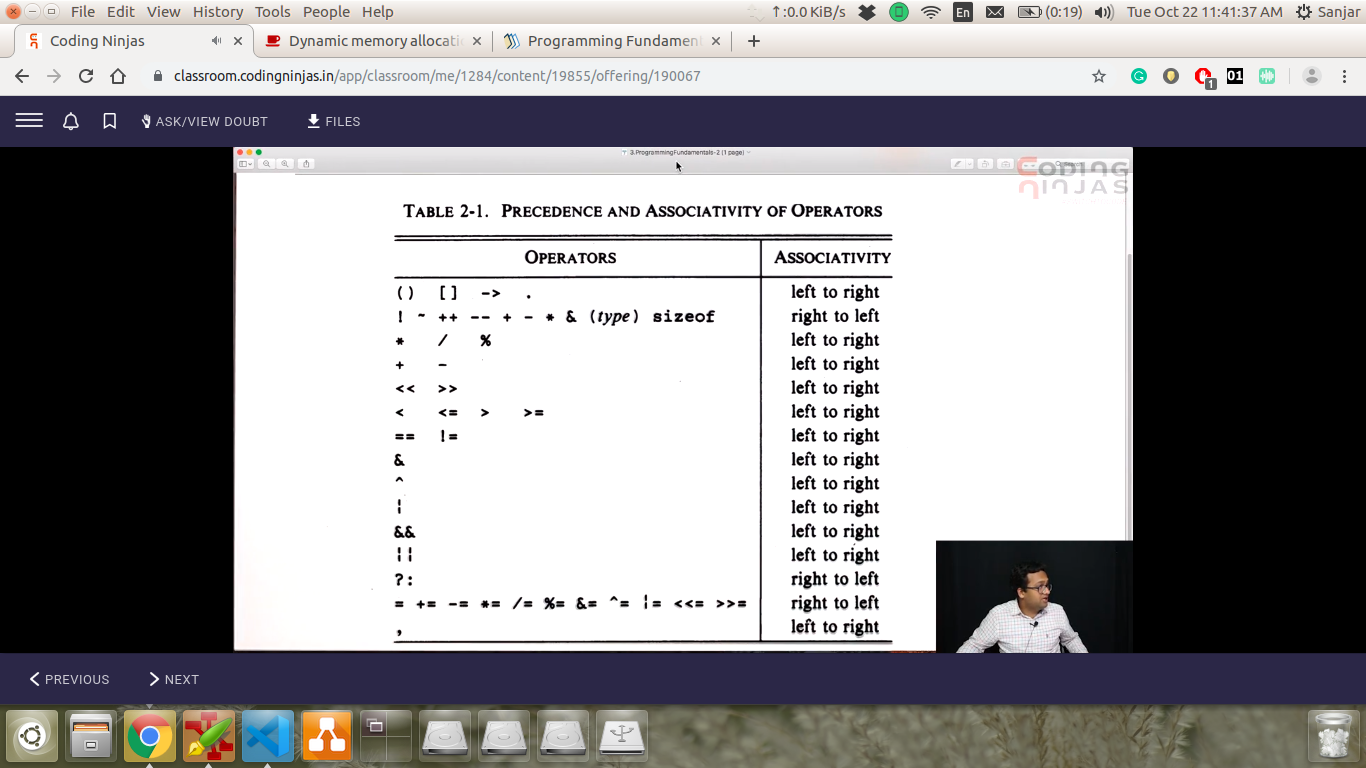 File Edit View History Tools People Help
↑:0.0 KiB/s En (0:19) Tue Oct 22 11:41:37 AM Sanjar
Coding Ninjas Dynamic memory allocati Programming Fundamen
classroom.codingninjas.in/app/classroom/me/1284/content/19855/offering/190067
1 01
ASK/VIEW DOUBT FILES
3.ProgrammingFundamentals-2 (1 page)
CODING
NINJAS
TABLE 2-1. PRECEDENCE AND ASSOCIATIVITY OF OPERATORS
OPERATORS ASSOCIATIVITY
() [] -> . left to right
! ~ ++ -- + - * & (type) sizeof right to left
* / % left to right
+ - left to right
<< >> left to right
< <= > >= left to right
== != left to right
& left to right
^ left to right
¦ left to right
&& left to right
¦¦ left to right
?: right to left
= += -= *= /= %= &= ^= ¦= <<= >>= right to left
, left to right
PREVIOUS NEXT